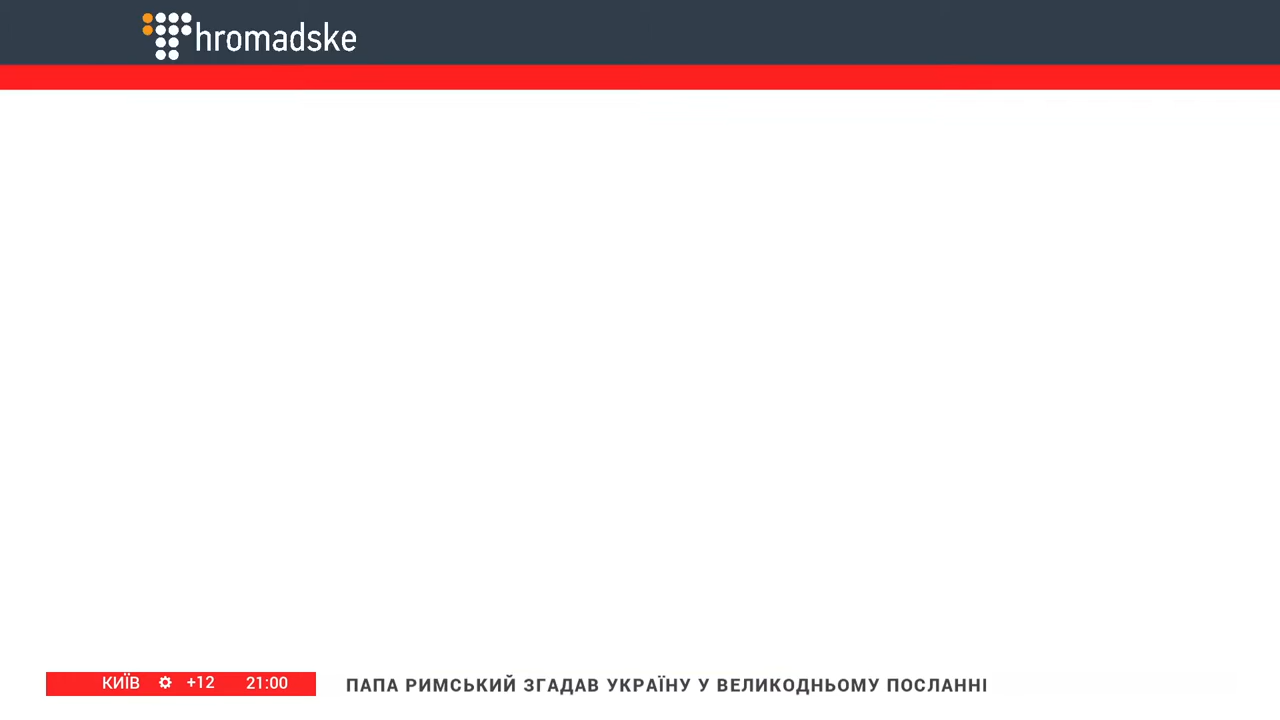 hromadske
КИЇВ +12 21:00
ПАПА РИМСЬКИЙ ЗГАДАВ УКРАЇНУ У ВЕЛИКОДНЬОМУ ПОСЛАННІ